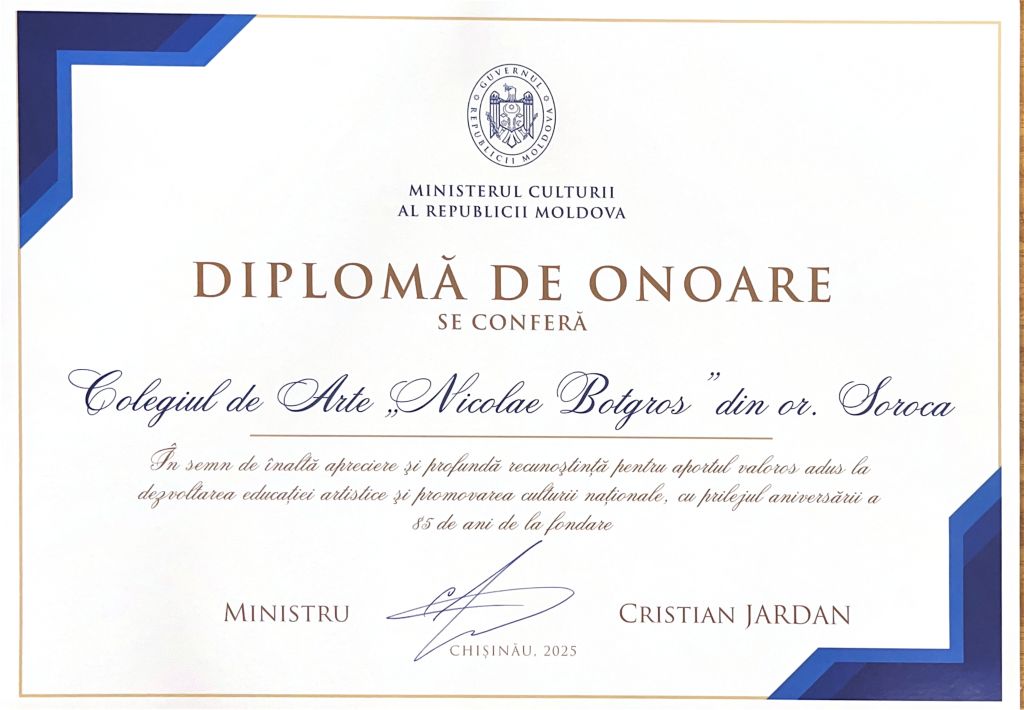 GUVERNUL
REPUBLICII MOLDOVA
MINISTERUL CULTURII
AL REPUBLICII MOLDOVA
DIPLOMĂ DE ONOARE
SE CONFERĂ
Colegiul de Arte „Nicolae Botgros” din or. Soroca
În semn de înaltă apreciere și profundă recunoștință pentru aportul valoros adus la
dezvoltarea educației artistice și promovarea culturii naționale, cu prilejul aniversării a
85 de ani de la fondare
MINISTRU
CRISTIAN JARDAN
CHIȘINĂU, 2025